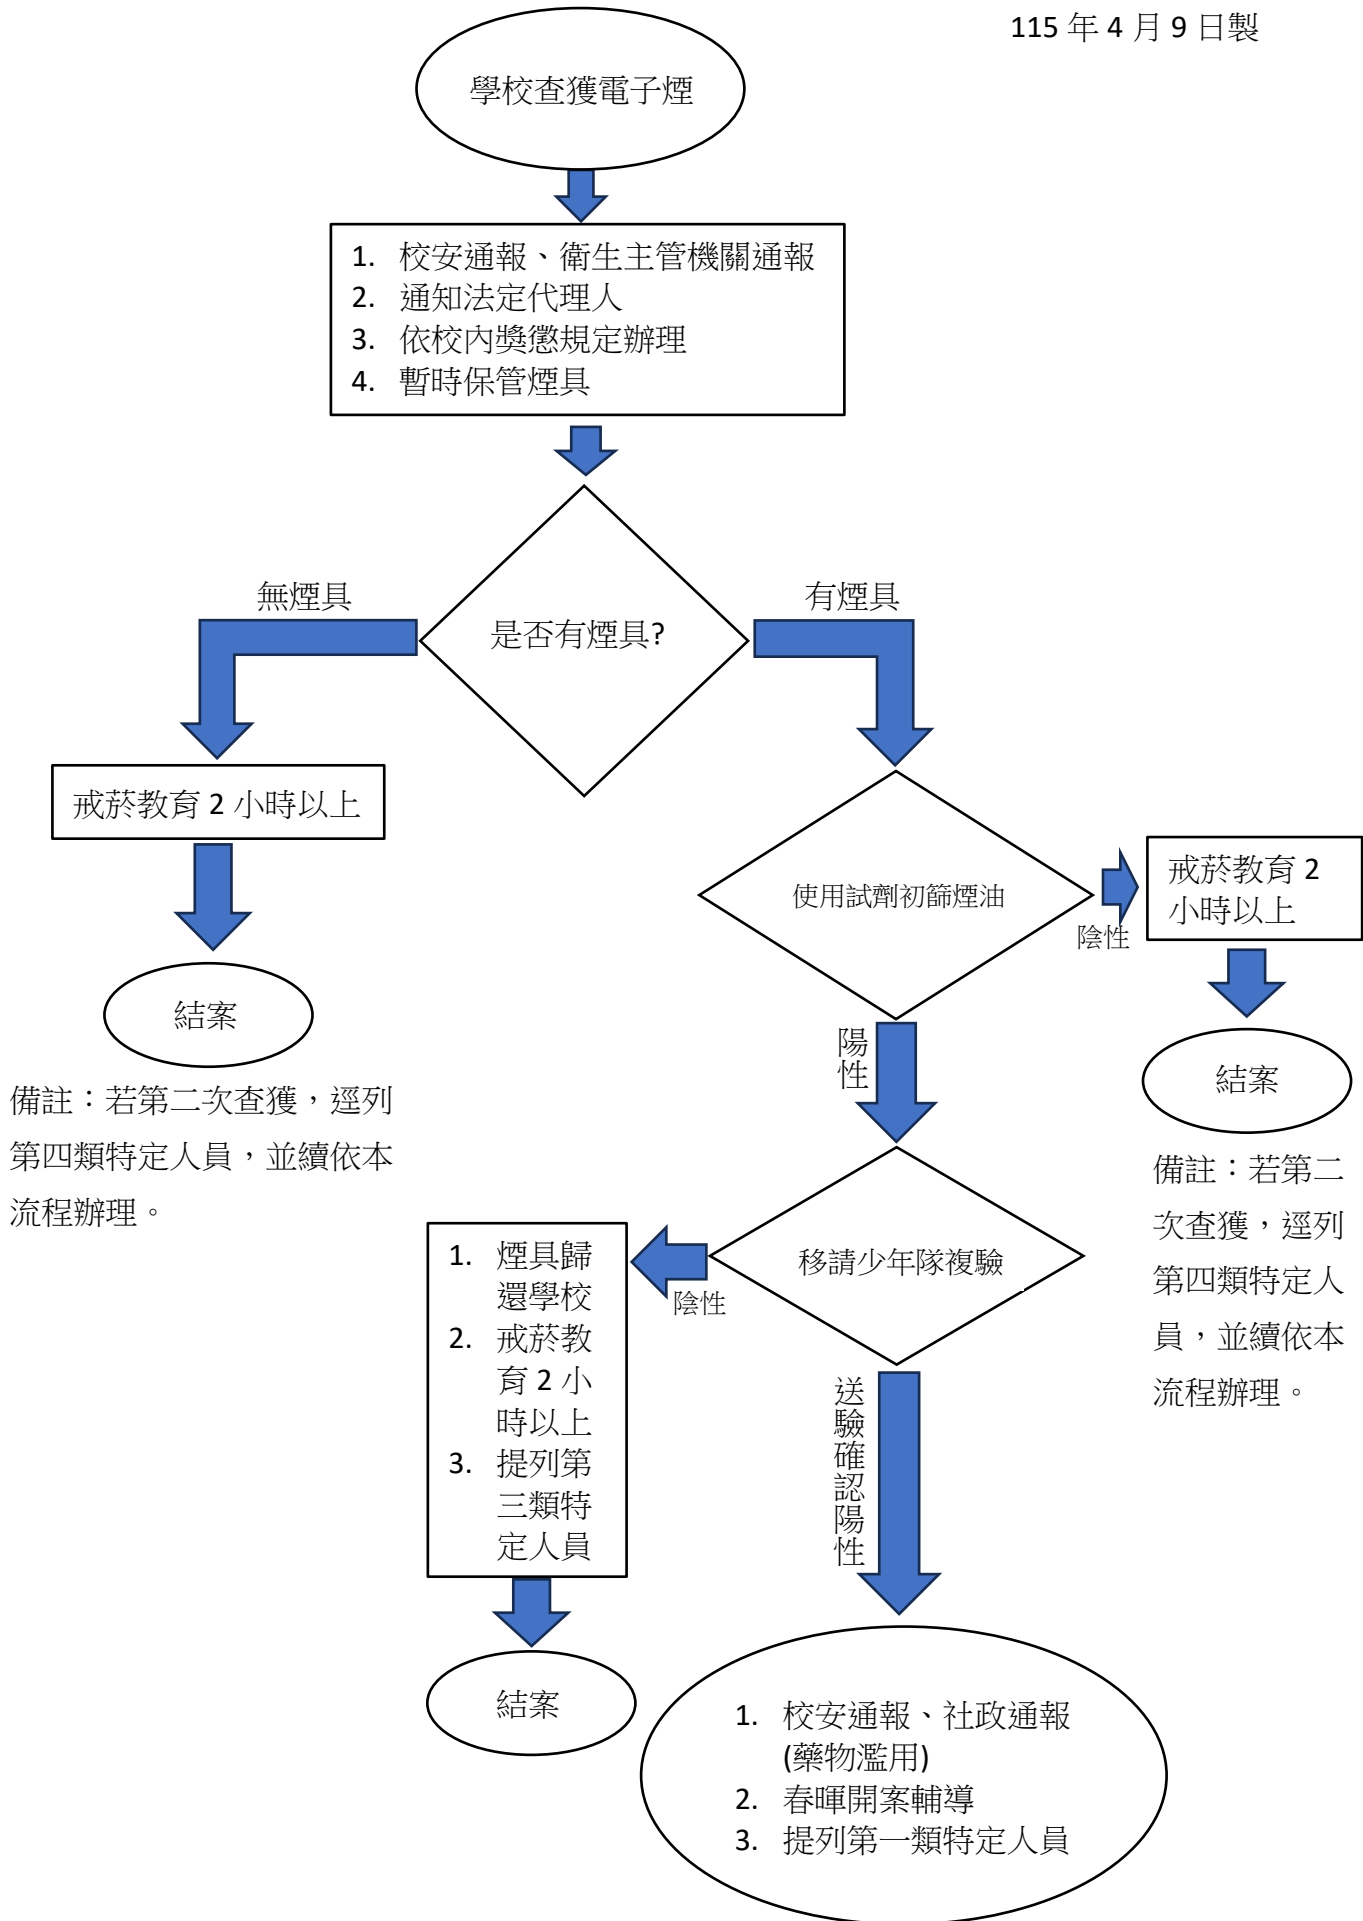 115 年 4 月 9 日製
學校查獲電子煙
1. 校安通報、衛生主管機關通報
2. 通知法定代理人
3. 依校內獎懲規定辦理
4. 暫時保管煙具
無煙具
有煙具
是否有煙具?
戒菸教育 2 小時以上
使用試劑初篩煙油
陰性
戒菸教育 2
小時以上
結案
備註：若第二次查獲，逕列
第四類特定人員，並續依本
流程辦理。
陽性
結案
備註：若第二
次查獲，逕列
第四類特定人
員，並續依本
流程辦理。
移請少年隊複驗
陰性
1. 煙具歸
還學校
2. 戒菸教
育 2 小
時以上
3. 提列第
三類特
定人員
送驗確認陽性
結案
1. 校安通報、社政通報
(藥物濫用)
2. 春暉開案輔導
3. 提列第一類特定人員